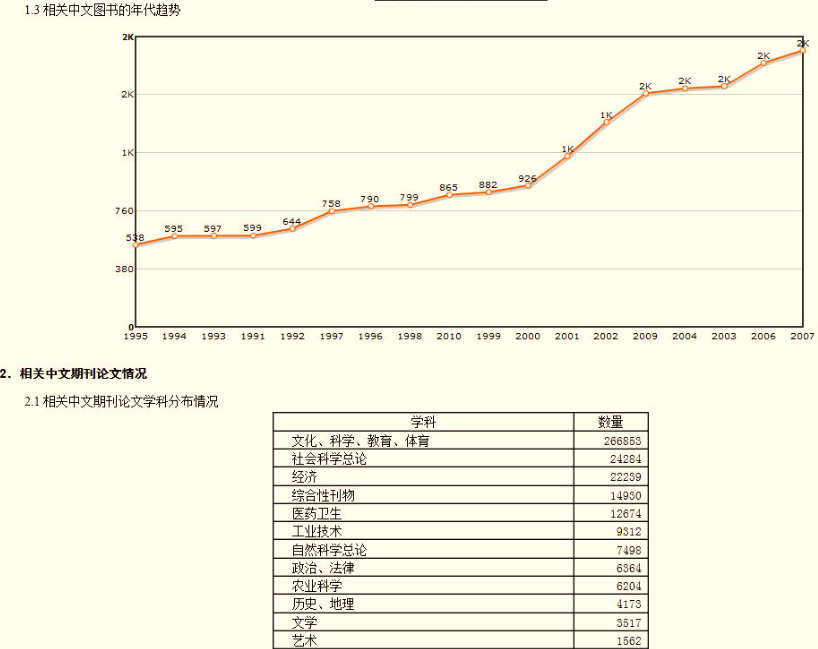 1.3 相关中文图书的年代趋势
2K
2K
1K
760
380
0
538 595 597 599 644 758 790 799 865 882 926 1K 1K 2K 2K 2K 2K 2K
1995 1994 1993 1991 1992 1997 1996 1998 2010 1999 2000 2001 2002 2009 2004 2003 2006 2007
2．相关中文期刊论文情况
2.1 相关中文期刊论文学科分布情况
学科 数量
文化、科学、教育、体育 266853
社会科学总论 24284
经济 22239
综合性刊物 14930
医药卫生 12674
工业技术 9312
自然科学总论 7498
政治、法律 6364
农业科学 6204
历史、地理 4173
文学 3517
艺术 1562